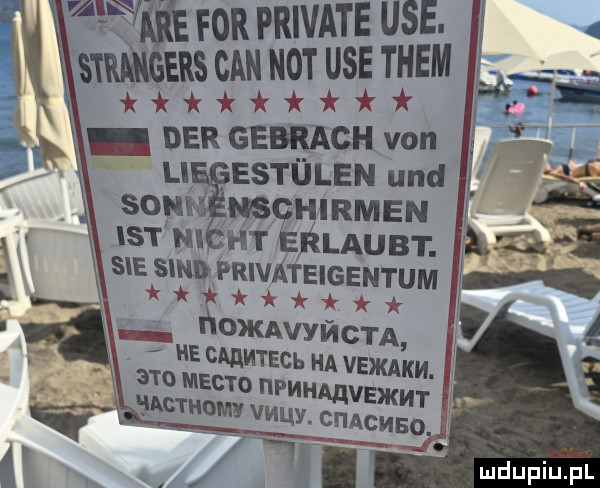 ARE FOR PRIVATE USE.
STRANGERS CAN NOT USE THEM
DER GEBRACH von
LIEGESTÜLEN und
SONNENSCHIRMEN
IST NICHT ERLAUBT.
SIE SIND PRIVATEIGENTUM
ПОЖАVУЙСТА,
НЕ САДИТЕСЬ НА VЕЖАКИ.
ЭТО МЕСТО ПРИНАДVЕЖИТ
ЧАСТНОМУ VИЦУ. СПАСИБО.
mdupiu.pl